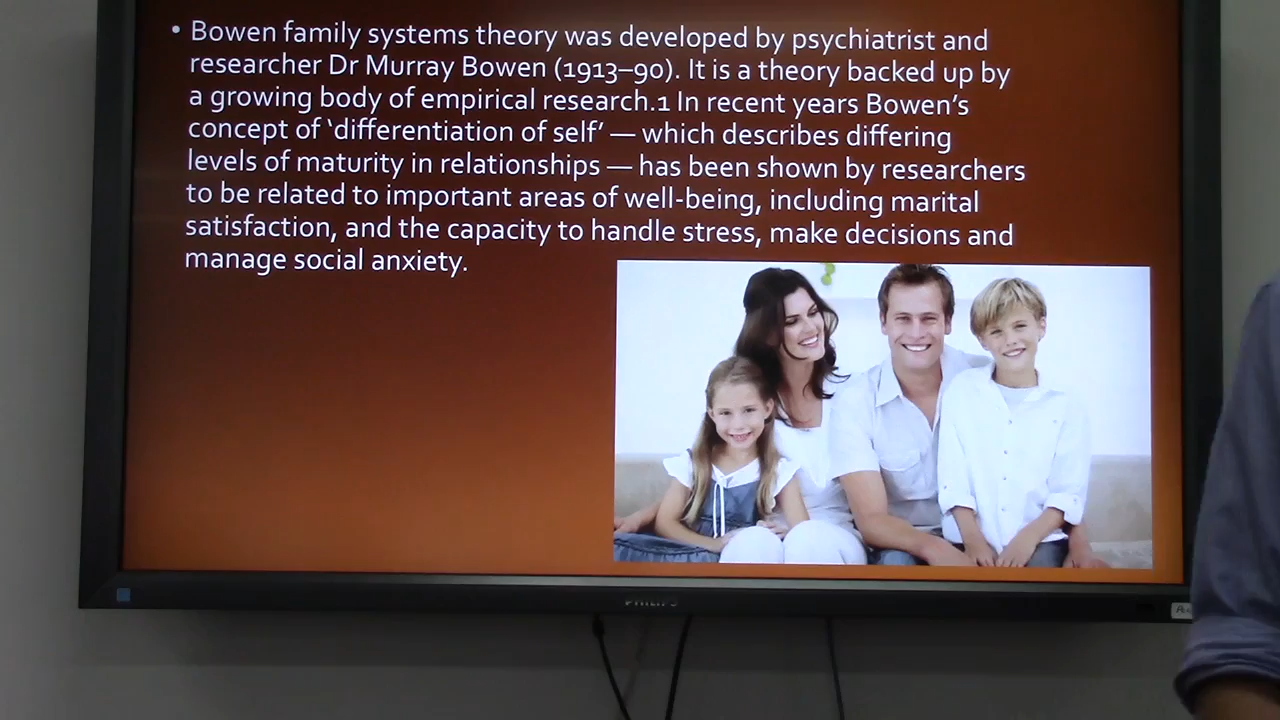 • Bowen family systems theory was developed by psychiatrist and
researcher Dr Murray Bowen (1913–90). It is a theory backed up by
a growing body of empirical research.1 In recent years Bowen's
concept of 'differentiation of self' — which describes differing
levels of maturity in relationships — has been shown by researchers
to be related to important areas of well-being, including marital
satisfaction, and the capacity to handle stress, make decisions and
manage social anxiety.
PHILIPS